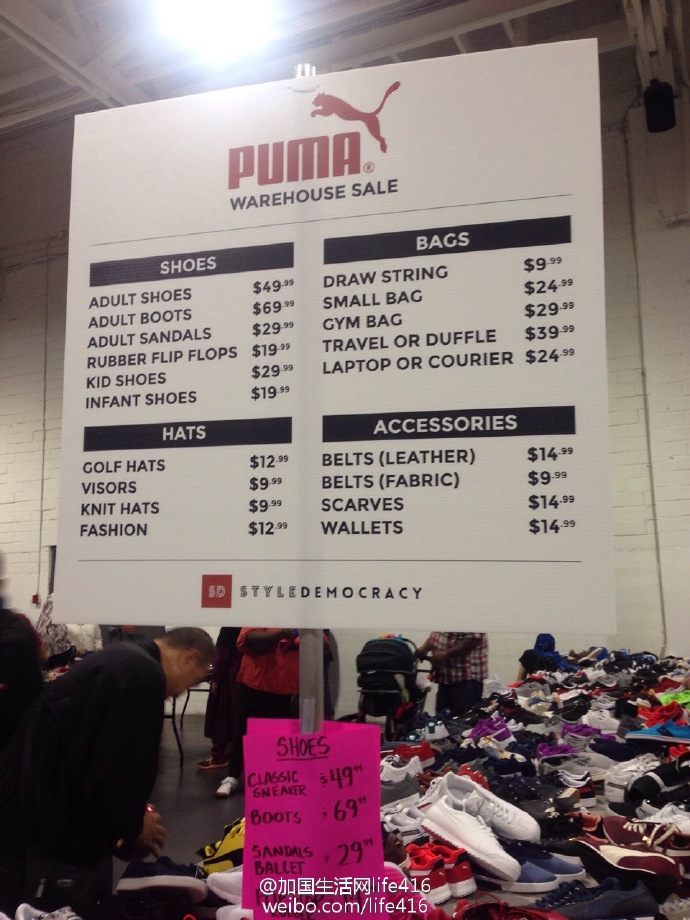 PUMA®
WAREHOUSE SALE
SHOES
ADULT SHOES $49.99
ADULT BOOTS $69.99
ADULT SANDALS $29.99
RUBBER FLIP FLOPS $19.99
KID SHOES $29.99
INFANT SHOES $19.99
BAGS
DRAW STRING $9.99
SMALL BAG $24.99
GYM BAG $29.99
TRAVEL OR DUFFLE $39.99
LAPTOP OR COURIER $24.99
HATS
GOLF HATS $12.99
VISORS $9.99
KNIT HATS $9.99
FASHION $12.99
ACCESSORIES
BELTS (LEATHER) $14.99
BELTS (FABRIC) $9.99
SCARVES $14.99
WALLETS $14.99
SD STYLEDEMOCRACY
SHOES
CLASSIC
SNEAKER $49.99
BOOTS $69.99
SANDALS
BALLET $29.99
@加国生活网life416
weibo.com/life416